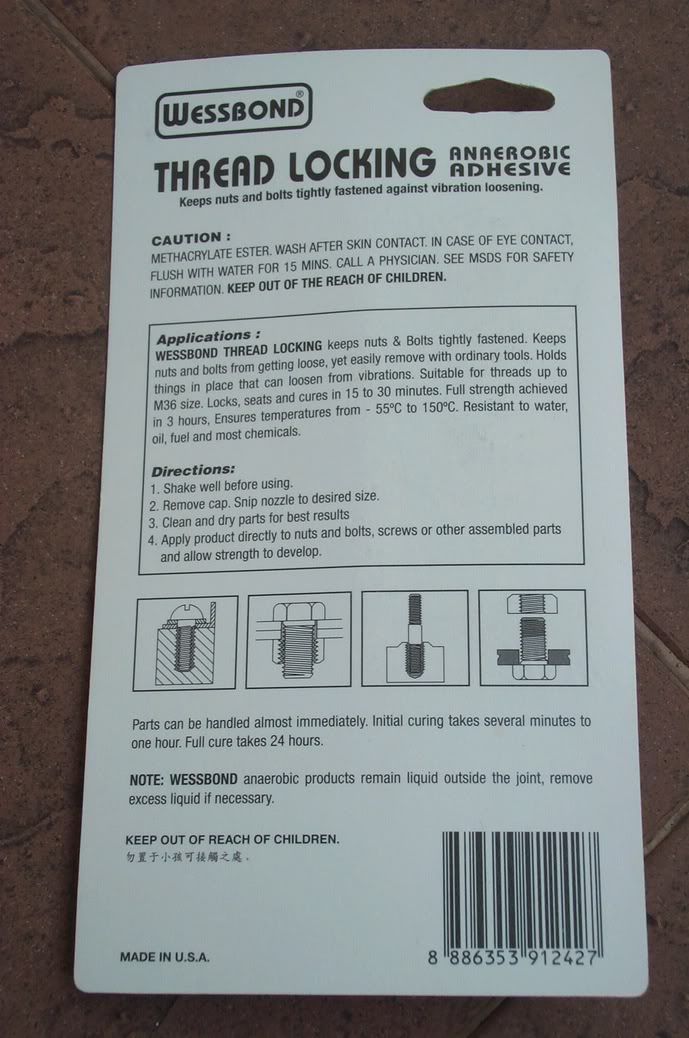 WESSBOND®
THREAD LOCKING ANAEROBIC ADHESIVE
Keeps nuts and bolts tightly fastened against vibration loosening.
CAUTION :
METHACRYLATE ESTER. WASH AFTER SKIN CONTACT. IN CASE OF EYE CONTACT,
FLUSH WITH WATER FOR 15 MINS. CALL A PHYSICIAN. SEE MSDS FOR SAFETY
INFORMATION. KEEP OUT OF THE REACH OF CHILDREN.
Applications :
WESSBOND THREAD LOCKING keeps nuts & Bolts tightly fastened. Keeps
nuts and bolts from getting loose, yet easily remove with ordinary tools. Holds
things in place that can loosen from vibrations. Suitable for threads up to
M36 size. Locks, seats and cures in 15 to 30 minutes. Full strength achieved
in 3 hours, Ensures temperatures from - 55ºC to 150ºC. Resistant to water,
oil, fuel and most chemicals.
Directions:
1. Shake well before using.
2. Remove cap. Snip nozzle to desired size.
3. Clean and dry parts for best results
4. Apply product directly to nuts and bolts, screws or other assembled parts
and allow strength to develop.
Parts can be handled almost immediately. Initial curing takes several minutes to
one hour. Full cure takes 24 hours.
NOTE: WESSBOND anaerobic products remain liquid outside the joint, remove
excess liquid if necessary.
KEEP OUT OF REACH OF CHILDREN.
勿置于小孩可接觸之處.
MADE IN U.S.A.
8 886353 912427